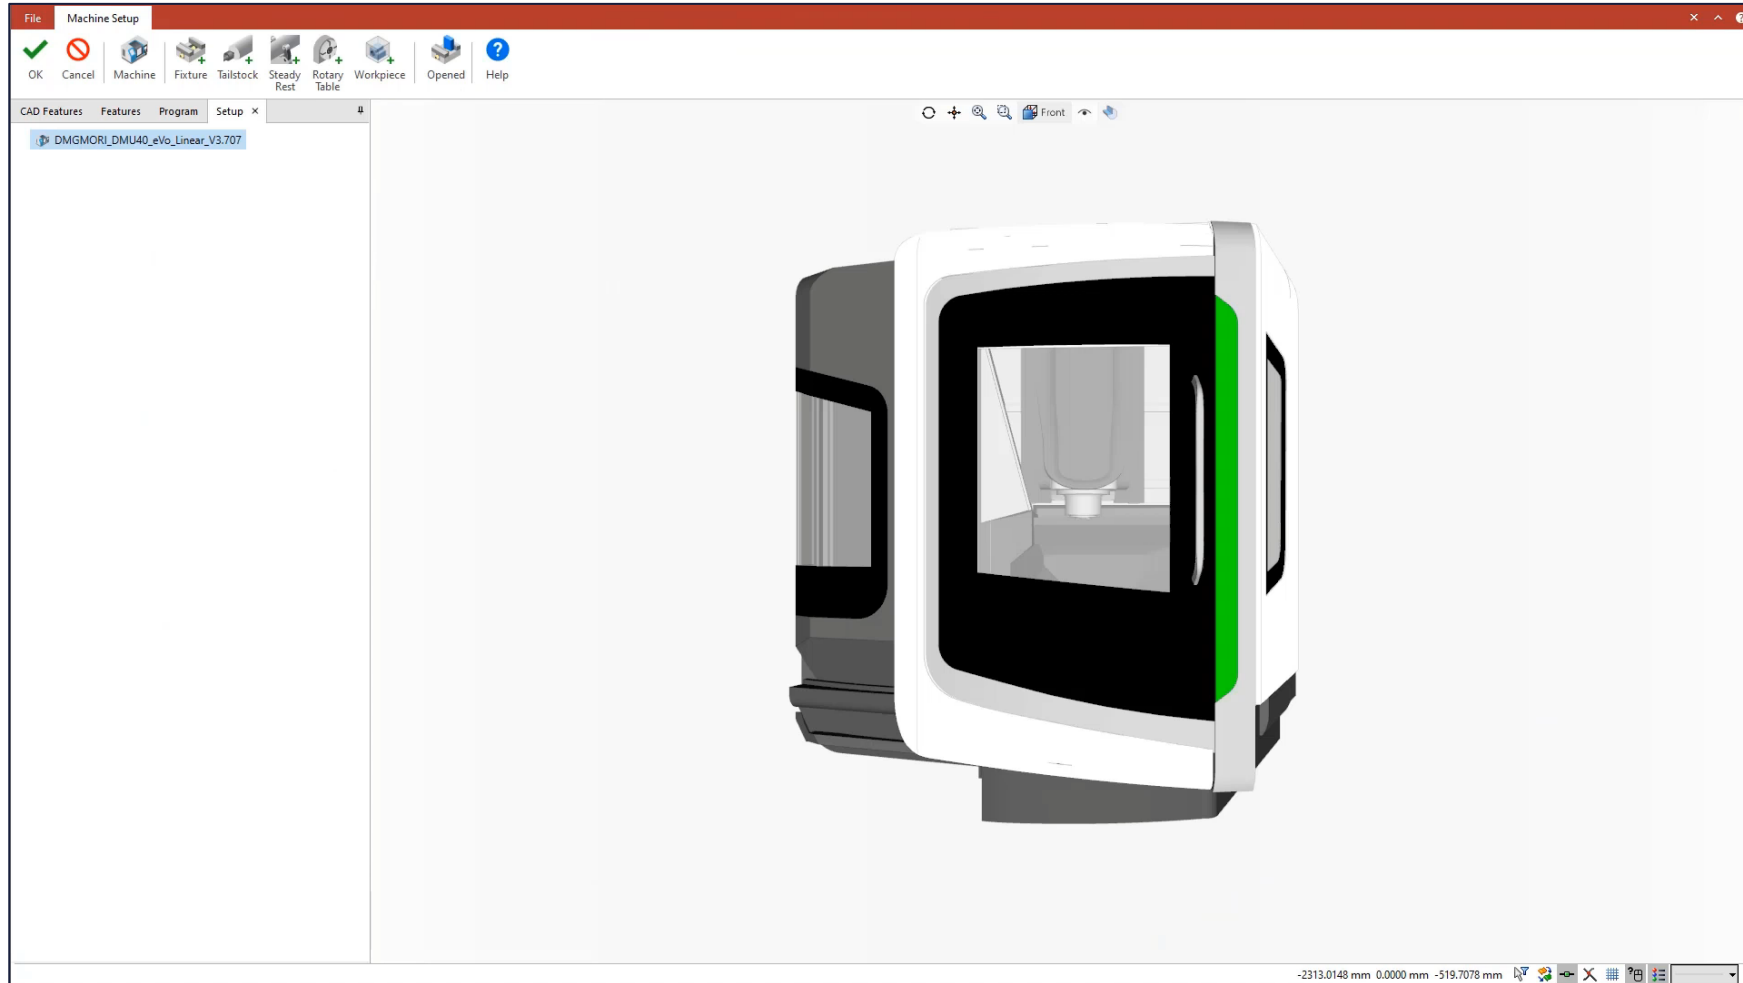 File Machine Setup
OK Cancel Machine Fixture Tailstock Steady Rest Rotary Table Workpiece Opened Help
CAD Features Features Program Setup
Front
DMGMORI_DMU40_eVo_Linear_V3.707
-2313.0148 mm 0.0000 mm -519.7078 mm